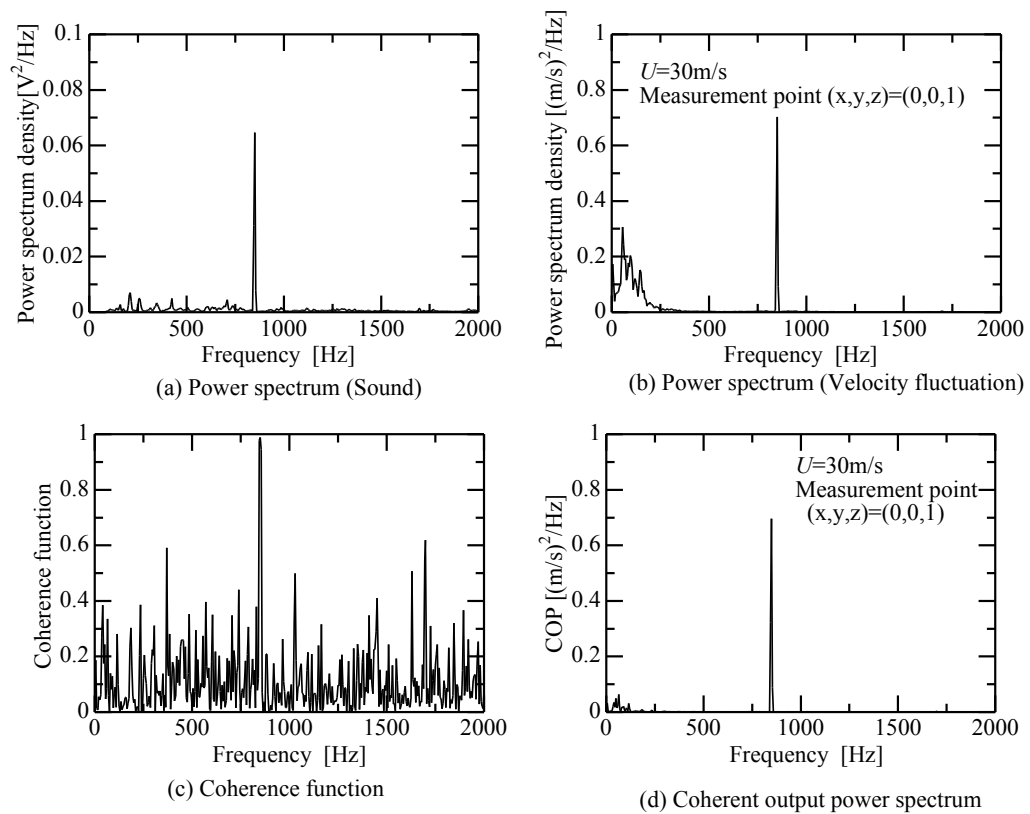 Power spectrum density[V²/Hz]
0.1
0.08
0.06
0.04
0.02
0
0 500 1000 1500 2000
Frequency [Hz]
(a) Power spectrum (Sound)
Power spectrum density [(m/s)²/Hz]
1
0.8
0.6
0.4
0.2
0
U=30m/s
Measurement point (x,y,z)=(0,0,1)
0 500 1000 1500 2000
Frequency [Hz]
(b) Power spectrum (Velocity fluctuation)
Coherence function
1
0.8
0.6
0.4
0.2
0
0 500 1000 1500 2000
Frequency [Hz]
(c) Coherence function
COP [(m/s)²/Hz]
1
0.8
0.6
0.4
0.2
0
U=30m/s
Measurement point
(x,y,z)=(0,0,1)
0 500 1000 1500 2000
Frequency [Hz]
(d) Coherent output power spectrum